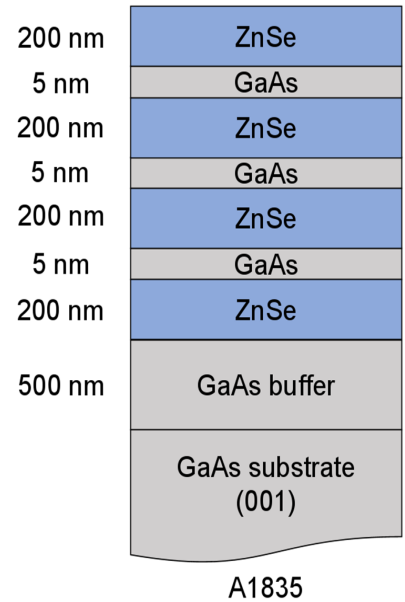 200 nm ZnSe
5 nm GaAs
200 nm ZnSe
5 nm GaAs
200 nm ZnSe
5 nm GaAs
200 nm ZnSe
500 nm GaAs buffer
GaAs substrate
(001)
A1835